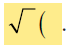 √ ( .